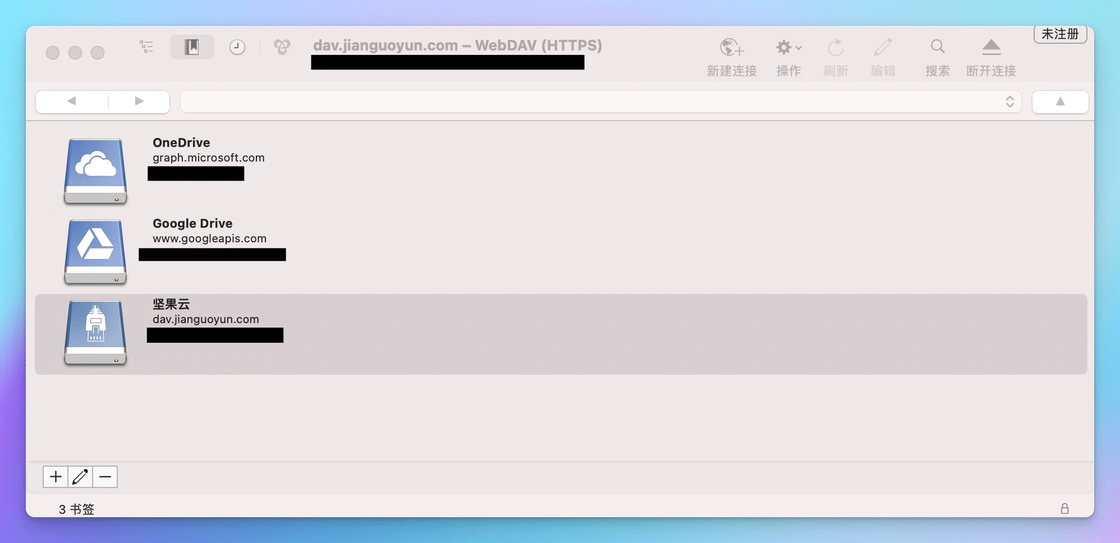 未注册
dav.jianguoyun.com – WebDAV (HTTPS)
新建连接 操作 刷新 编辑 搜索 断开连接
OneDrive
graph.microsoft.com
Google Drive
www.googleapis.com
坚果云
dav.jianguoyun.com
3 书签